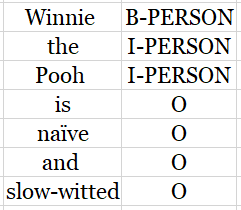 Winnie B-PERSON
the I-PERSON
Pooh I-PERSON
is O
naïve O
and O
slow-witted O